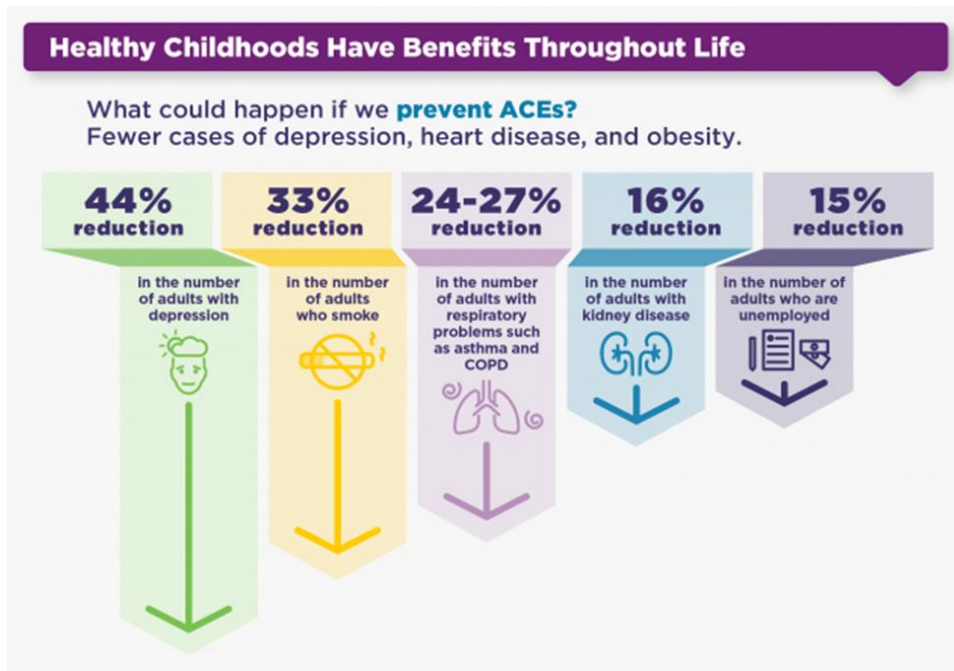 Healthy Childhoods Have Benefits Throughout Life
What could happen if we prevent ACEs?
Fewer cases of depression, heart disease, and obesity.
44%
reduction
in the number
of adults with
depression
33%
reduction
in the number
of adults
who smoke
24-27%
reduction
in the number
of adults with
respiratory
problems such
as asthma and
COPD
16%
reduction
in the number
of adults with
kidney disease
15%
reduction
in the number of
adults who are
unemployed